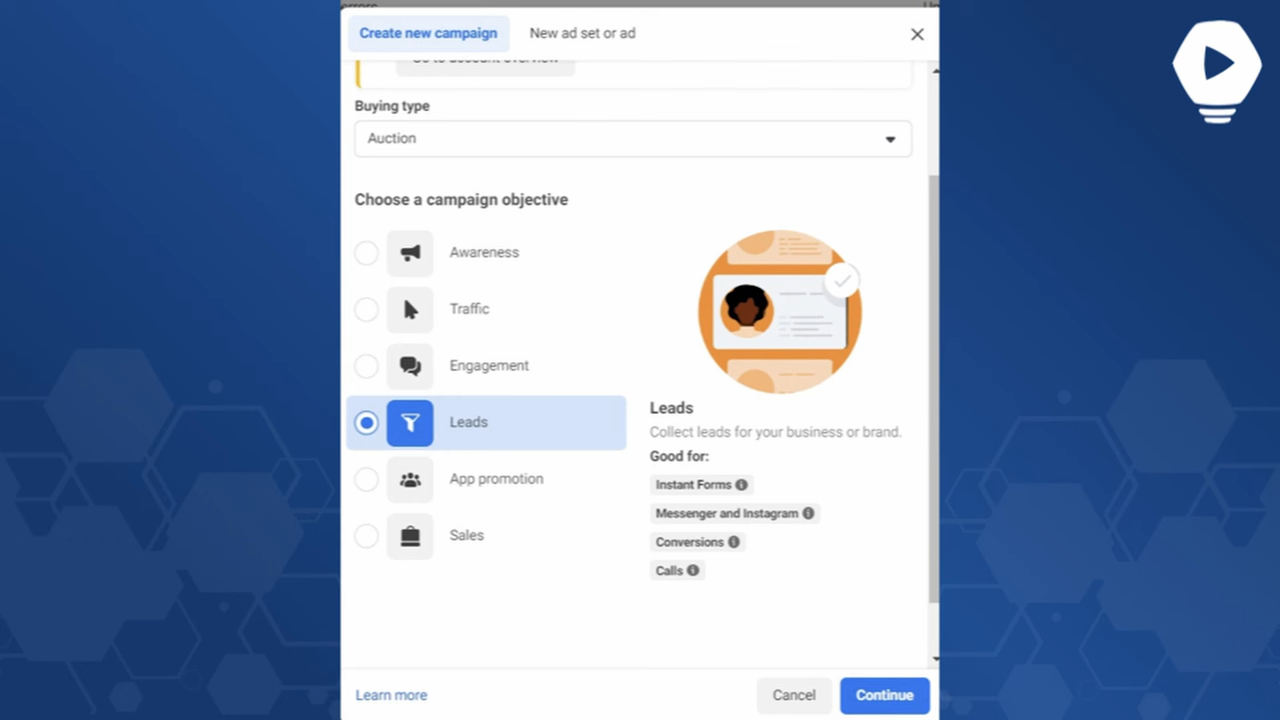 Create new campaign
New ad set or ad
Buying type
Auction
Choose a campaign objective
Awareness
Traffic
Engagement
Leads
App promotion
Sales
Leads
Collect leads for your business or brand.
Good for:
Instant Forms
Messenger and Instagram
Conversions
Calls
Learn more
Cancel
Continue